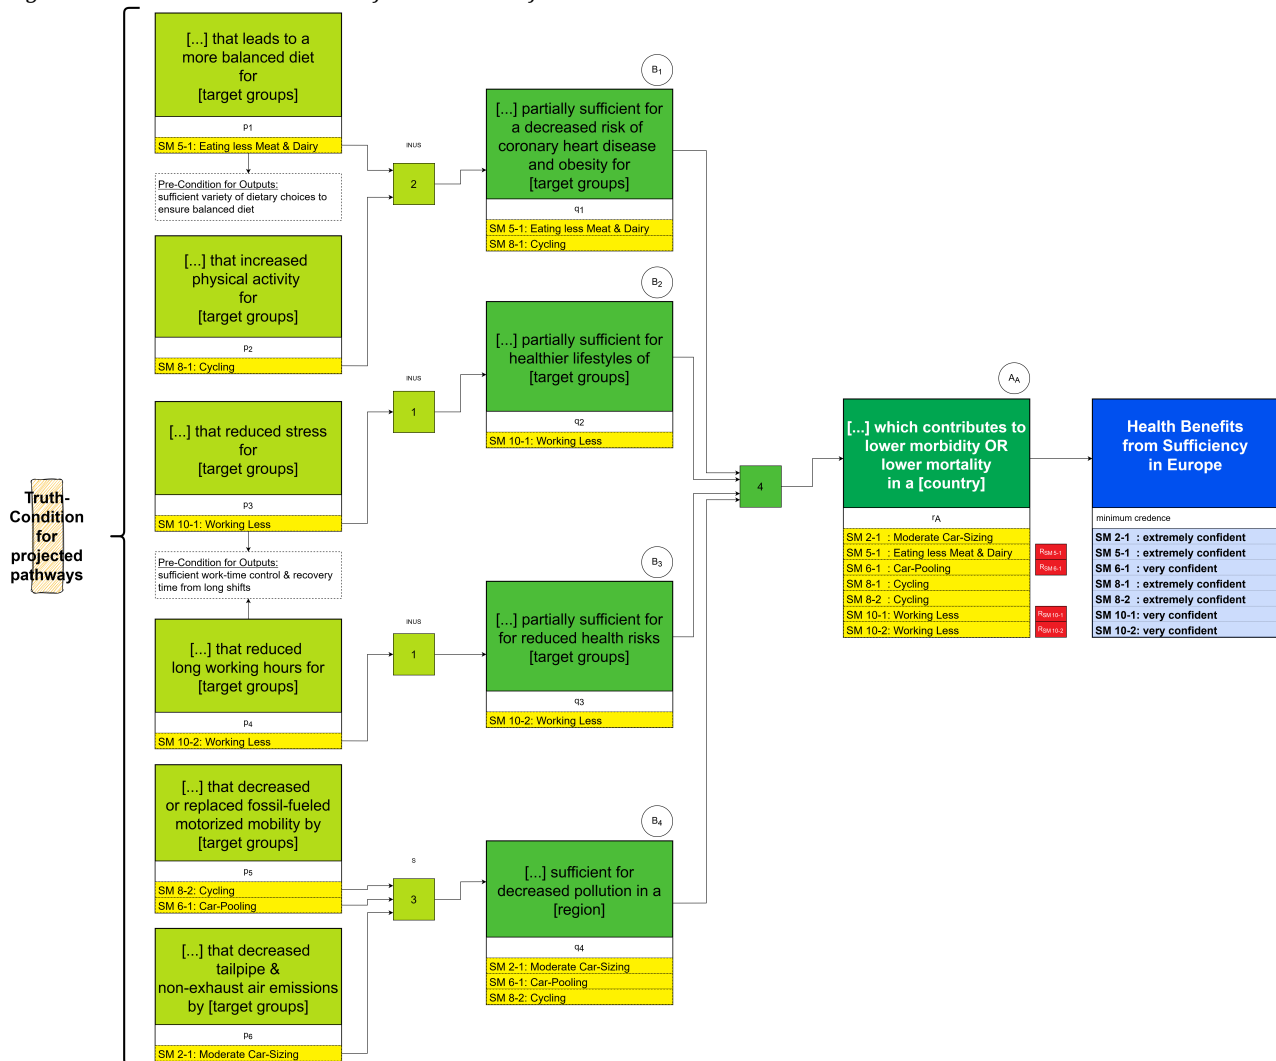 Truth-
Condition
for
projected
pathways
[...] that leads to a
more balanced diet
for
[target groups]
p1
SM 5-1: Eating less Meat & Dairy
Pre-Condition for Outputs:
sufficient variety of dietary choices to
ensure balanced diet
[...] that increased
physical activity
for
[target groups]
p2
SM 8-1: Cycling
[...] that reduced stress
for
[target groups]
p3
SM 10-1: Working Less
Pre-Condition for Outputs:
sufficient work-time control & recovery
time from long shifts
[...] that reduced
long working hours for
[target groups]
p4
SM 10-2: Working Less
[...] that decreased
or replaced fossil-fueled
motorized mobility by
[target groups]
p5
SM 8-2: Cycling
SM 6-1: Car-Pooling
[...] that decreased
tailpipe &
non-exhaust air emissions
by [target groups]
p6
SM 2-1: Moderate Car-Sizing
INUS
2
INUS
1
INUS
1
S
3
B1
[...] partially sufficient for
a decreased risk of
coronary heart disease
and obesity for
[target groups]
q1
SM 5-1: Eating less Meat & Dairy
SM 8-1: Cycling
B2
[...] partially sufficient for
healthier lifestyles of
[target groups]
q2
SM 10-1: Working Less
B3
[...] partially sufficient for
for reduced health risks
[target groups]
q3
SM 10-2: Working Less
B4
[...] sufficient for
decreased pollution in a
[region]
q4
SM 2-1: Moderate Car-Sizing
SM 6-1: Car-Pooling
SM 8-2: Cycling
4
AA
[...] which contributes to
lower morbidity OR
lower mortality
in a [country]
rA
SM 2-1 : Moderate Car-Sizing
SM 5-1 : Eating less Meat & Dairy
SM 6-1 : Car-Pooling
SM 8-1 : Cycling
SM 8-2 : Cycling
SM 10-1: Working Less
SM 10-2: Working Less
RSM 5-1
RSM 6-1
RSM 10-1
RSM 10-2
Health Benefits
from Sufficiency
in Europe
minimum credence
SM 2-1 : extremely confident
SM 5-1 : extremely confident
SM 6-1 : very confident
SM 8-1 : extremely confident
SM 8-2 : extremely confident
SM 10-1: very confident
SM 10-2: very confident